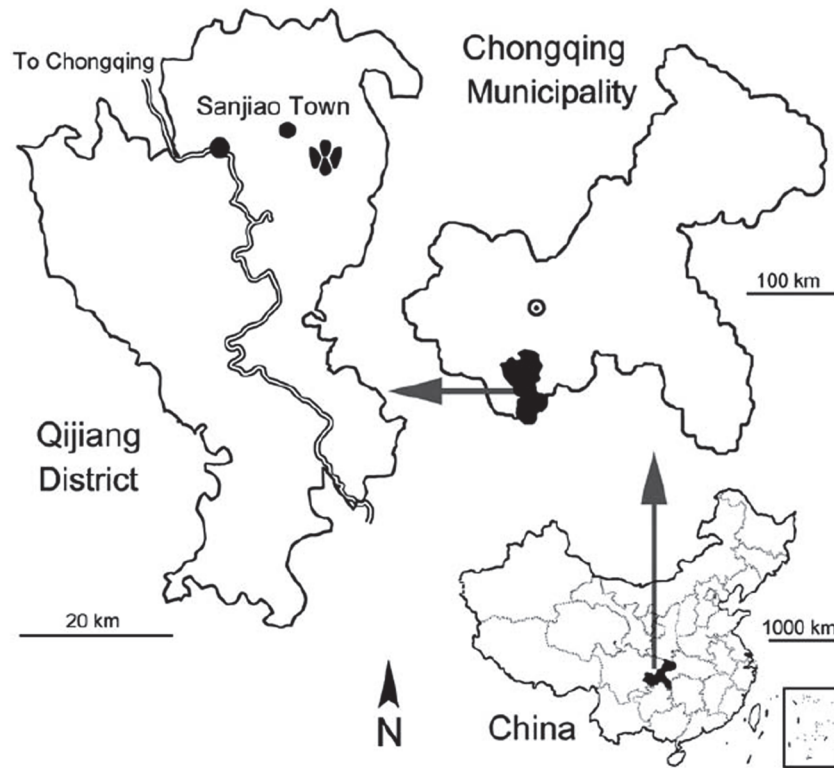 To Chongqing
Sanjiao Town
Chongqing
Municipality
100 km
Qijiang
District
20 km
1000 km
N
China